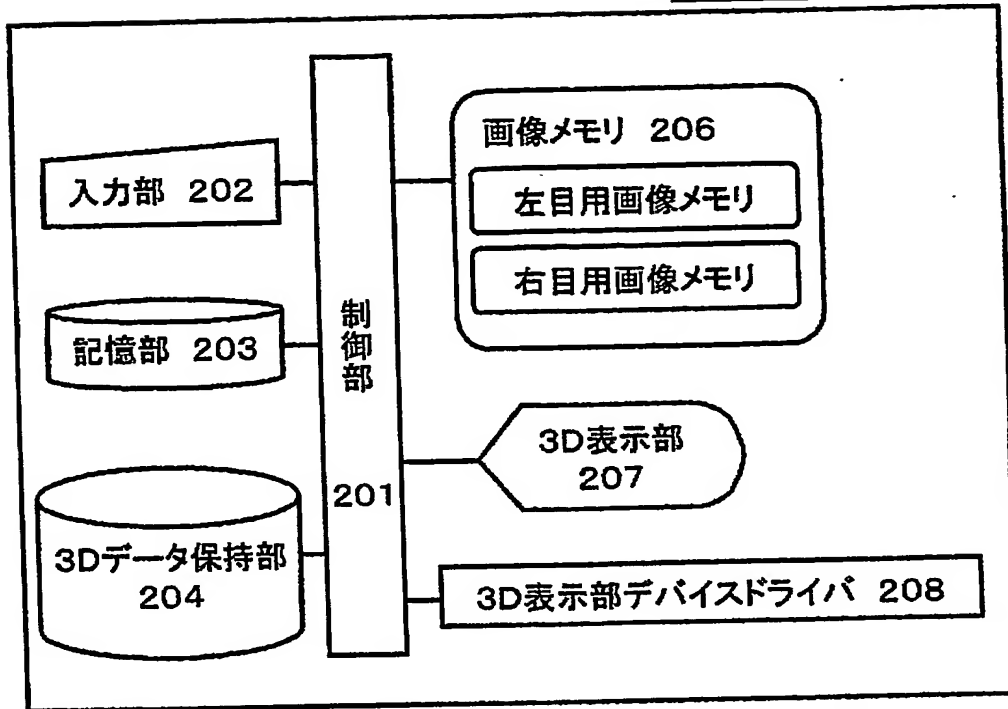 入力部 202
記憶部 203
3Dデータ保持部
204
制御部
201
画像メモリ 206
左目用画像メモリ
右目用画像メモリ
3D表示部
207
3D表示部デバイスドライバ 208